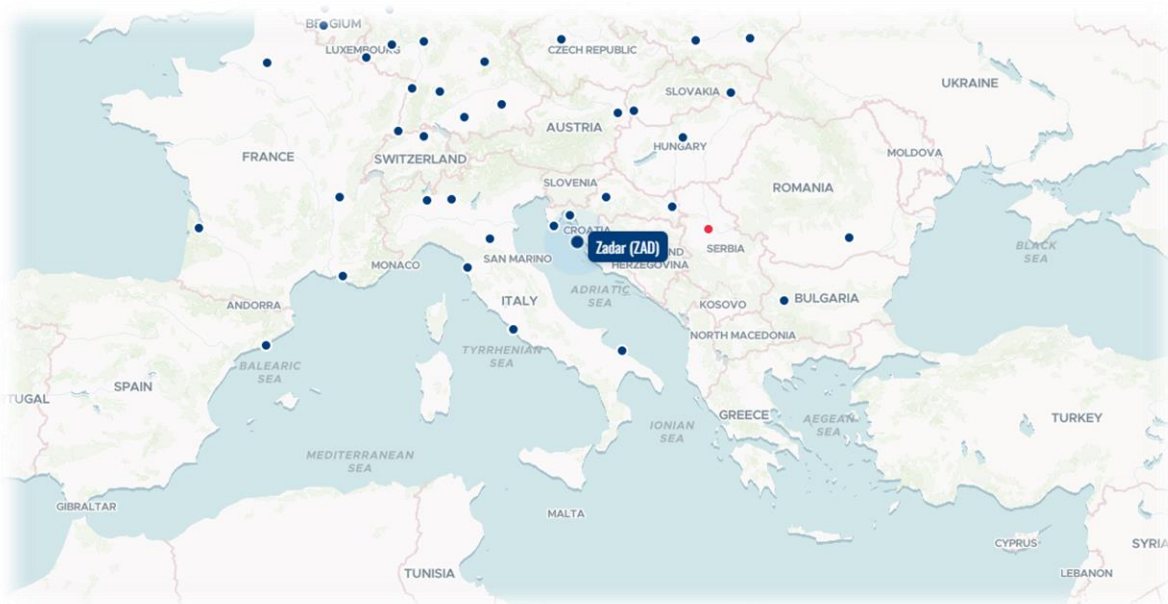 BELGIUM
LUXEMBOURG
CZECH REPUBLIC
UKRAINE
SLOVAKIA
AUSTRIA
FRANCE
SWITZERLAND
HUNGARY
MOLDOVA
SLOVENIA
ROMANIA
CROATIA
Zadar (ZAD)
SERBIA
HERZEGOVINA
MONACO
SAN MARINO
BLACK
SEA
ADRIATIC
SEA
ITALY
ANDORRA
KOSOVO
BULGARIA
NORTH MACEDONIA
TYRRHENIAN
SEA
BALEARIC
SEA
SPAIN
TUGAL
GREECE
AEGEAN
SEA
TURKEY
IONIAN
SEA
MEDITERRANEAN
SEA
GIBRALTAR
MALTA
CYPRUS
SYRIA
TUNISIA
LEBANON